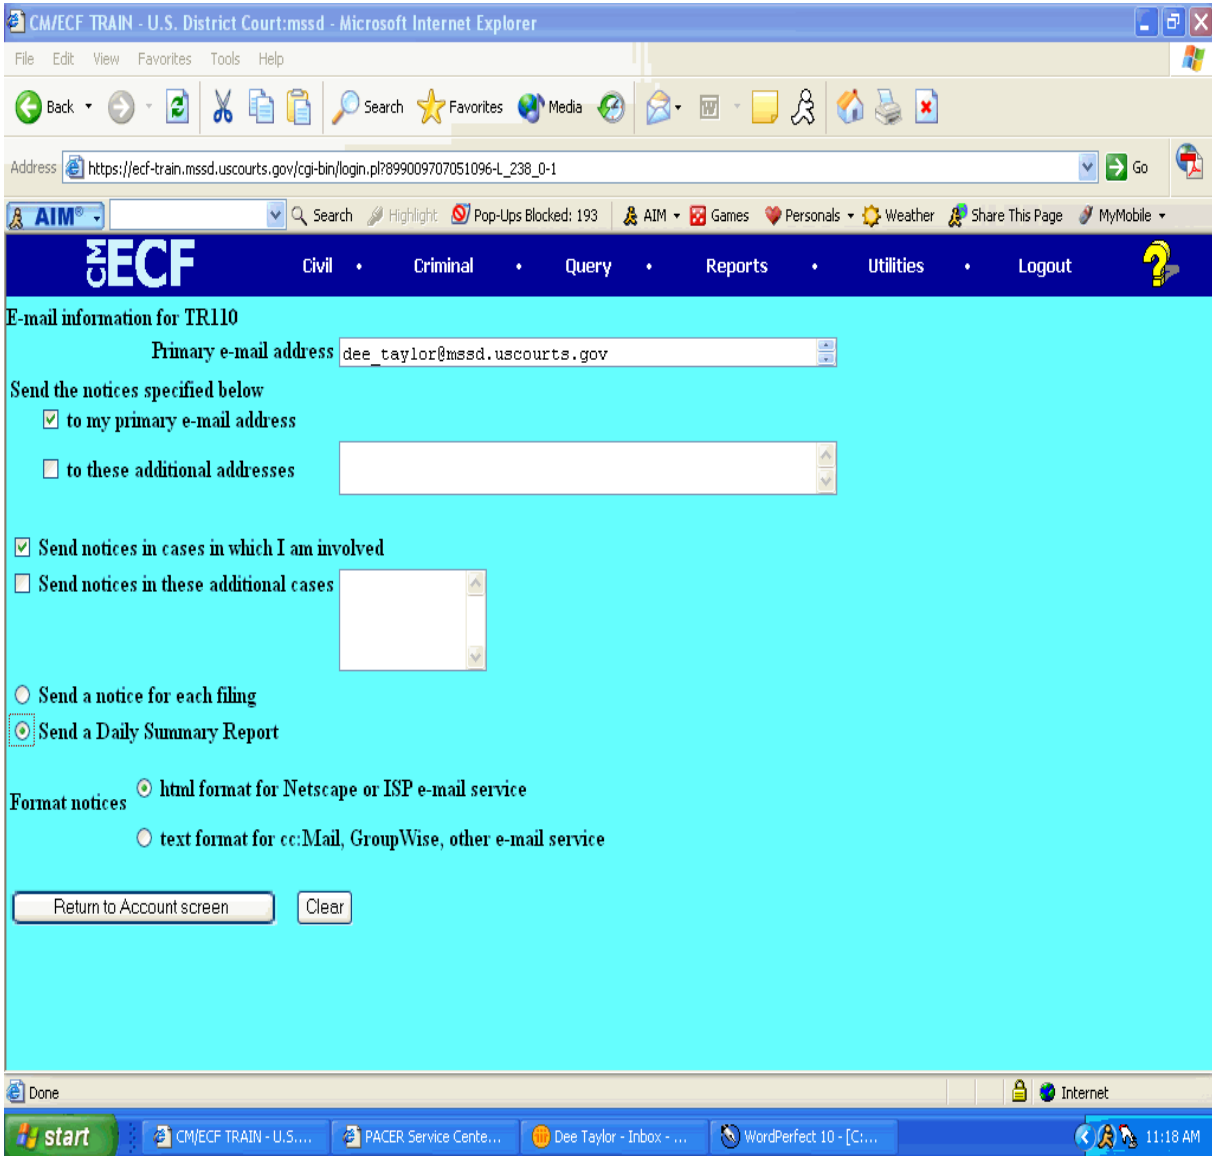 CM/ECF TRAIN - U.S. District Court:mssd - Microsoft Internet Explorer
File Edit View Favorites Tools Help
Back Search Favorites Media
Address https://ecf-train.mssd.uscourts.gov/cgi-bin/login.pl?899009707051096-L_238_0-1 Go
AIM® Search Highlight Pop-Ups Blocked: 193 AIM Games Personals Weather Share This Page MyMobile
CM ECF Civil • Criminal • Query • Reports • Utilities • Logout ?
E-mail information for TR110
Primary e-mail address dee_taylor@mssd.uscourts.gov
Send the notices specified below
to my primary e-mail address
to these additional addresses
Send notices in cases in which I am involved
Send notices in these additional cases
Send a notice for each filing
Send a Daily Summary Report
Format notices
html format for Netscape or ISP e-mail service
text format for cc:Mail, GroupWise, other e-mail service
Return to Account screen Clear
Done Internet
start CM/ECF TRAIN - U.S.... PACER Service Cente... Dee Taylor - Inbox - ... WordPerfect 10 - [C:... 11:18 AM